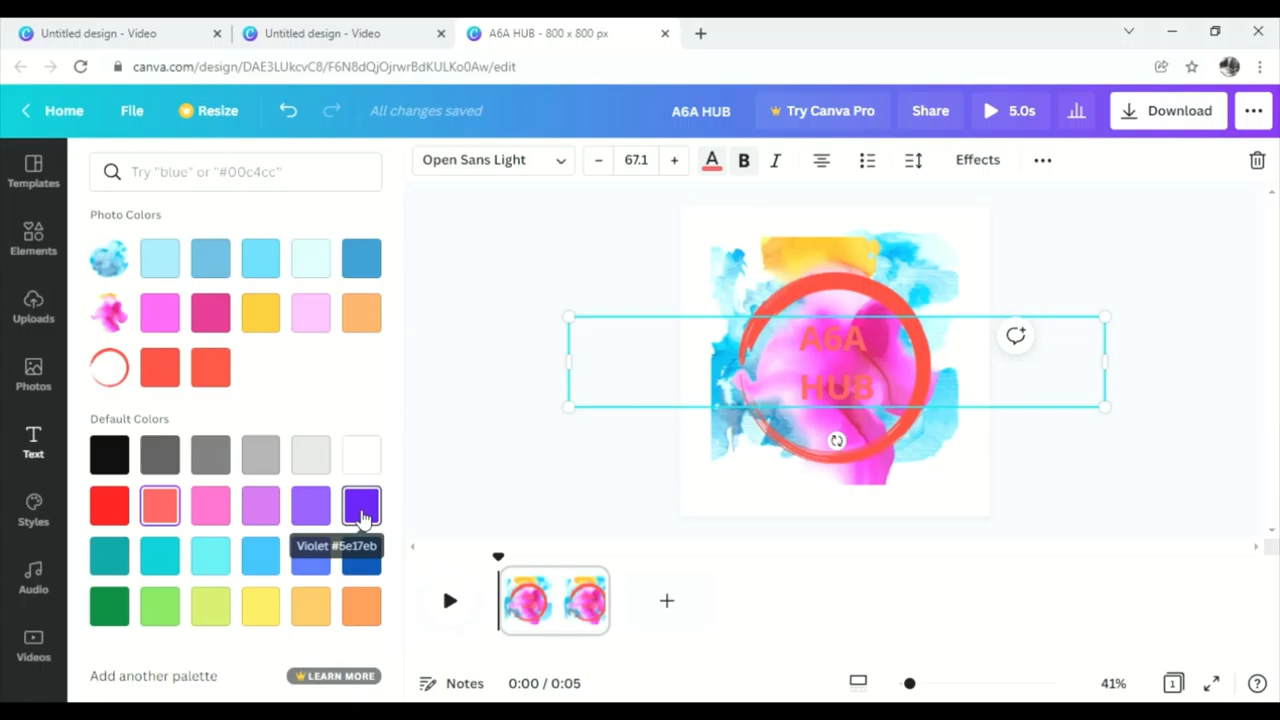 Untitled design - Video
Untitled design - Video
A6A HUB - 800 x 800 px
canva.com/design/DAE3LUkcvC8/F6N8dQjOjrwrBdKULKo0Aw/edit
Home
File
Resize
All changes saved
A6A HUB
Try Canva Pro
Share
5.0s
Download
Templates
Elements
Uploads
Photos
Text
Styles
Audio
Videos
Try "blue" or "#00c4cc"
Photo Colors
Default Colors
Violet #5e17eb
Add another palette
LEARN MORE
Open Sans Light
67.1
A
B
I
Effects
A6A
HUB
Notes
0:00 / 0:05
41%
1